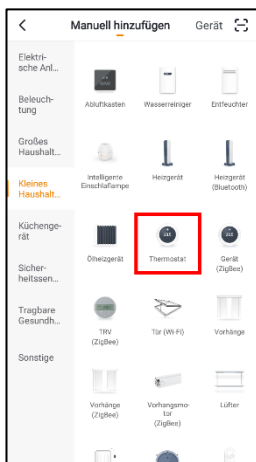 Manuell hinzufügen Gerät
Elektri-
sche Anl...
Beleuch-
tung
Großes
Haushalt...
Kleines
Haushalt...
Küchenge-
rät
Sicher-
heitssen...
Tragbare
Gesundh...
Sonstige
Abluftkasten Wasserreiniger Entfeuchter
Intelligente
Einschlaflampe
Heizgerät
Heizgerät
(Bluetooth)
Ölheizgerät Thermostat
Gerät
(ZigBee)
TRV
(ZigBee)
Tür (Wi-Fi) Vorhänge
Vorhänge
(ZigBee)
Vorhangsmo-
tor
(ZigBee)
Lüfter